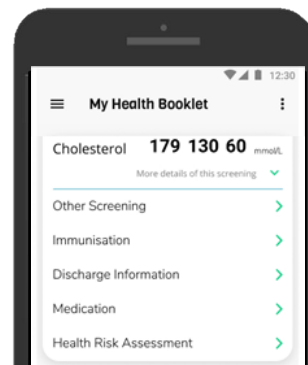 12:30
My Health Booklet
Cholesterol 179 130 60 mmol/L
More details of this screening
Other Screening
Immunisation
Discharge Information
Medication
Health Risk Assessment